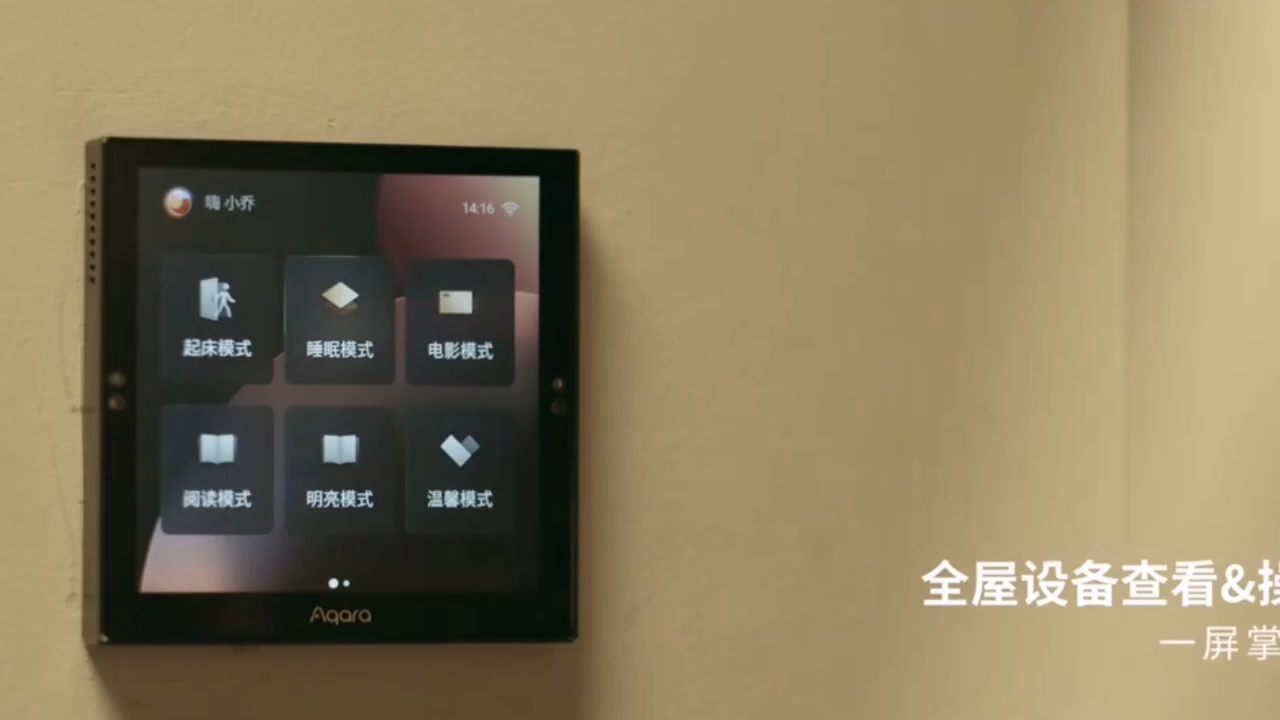 嗨 小乔
14:16
起床模式
睡眠模式
电影模式
阅读模式
明亮模式
温馨模式
Aqara
全屋设备查看&操
一屏掌